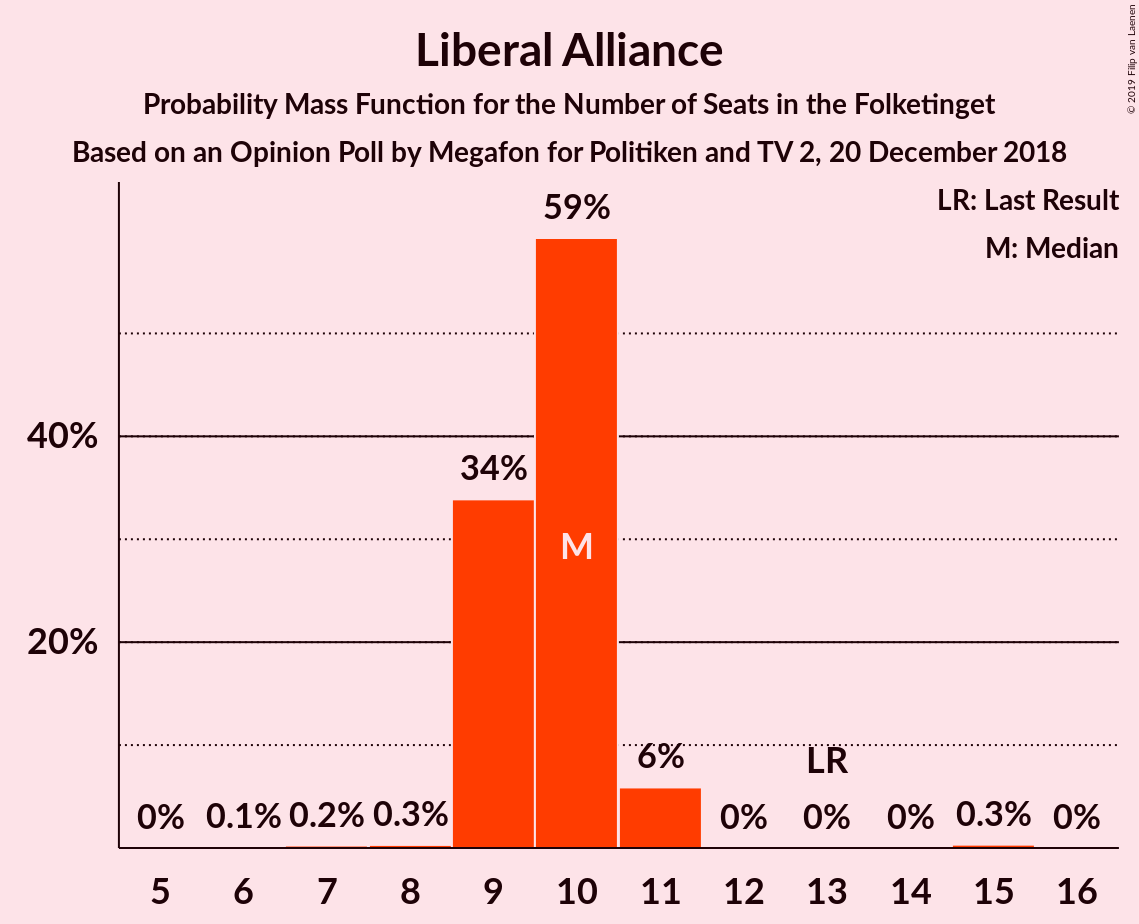 Liberal Alliance
Probability Mass Function for the Number of Seats in the Folketinget
Based on an Opinion Poll by Megafon for Politiken and TV 2, 20 December 2018
© 2019 Filip van Laenen
LR: Last Result
M: Median
59%
40%
34%
M
20%
6%
LR
0% 0.1% 0.2% 0.3% 0% 0% 0% 0.3% 0%
5 6 7 8 9 10 11 12 13 14 15 16